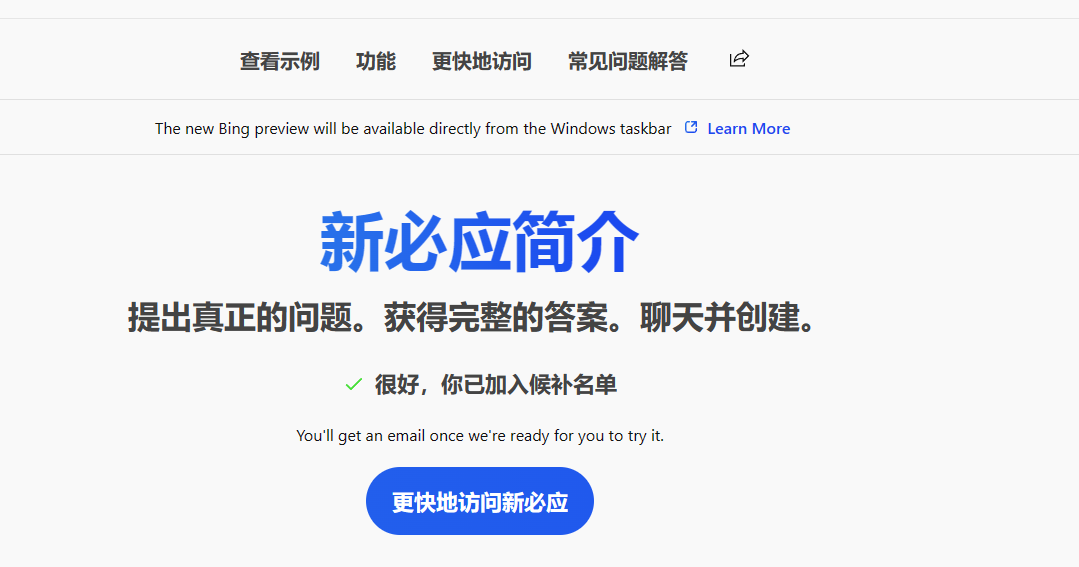 查看示例 功能 更快地访问 常见问题解答
The new Bing preview will be available directly from the Windows taskbar Learn More
新必应简介
提出真正的问题。获得完整的答案。聊天并创建。
很好，你已加入候补名单
You'll get an email once we're ready for you to try it.
更快地访问新必应